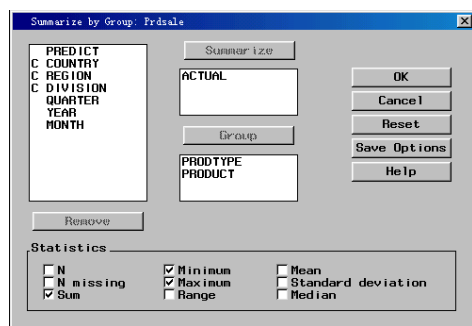 Summarize by Group: Prdsale
PREDICT
C COUNTRY
C REGION
C DIVISION
QUARTER
YEAR
MONTH
Remove
Summarize
ACTUAL
Group
PRODTYPE
PRODUCT
OK
Cancel
Reset
Save Options
Help
Statistics
N
N missing
Sum
Minimum
Maximum
Range
Mean
Standard deviation
Median